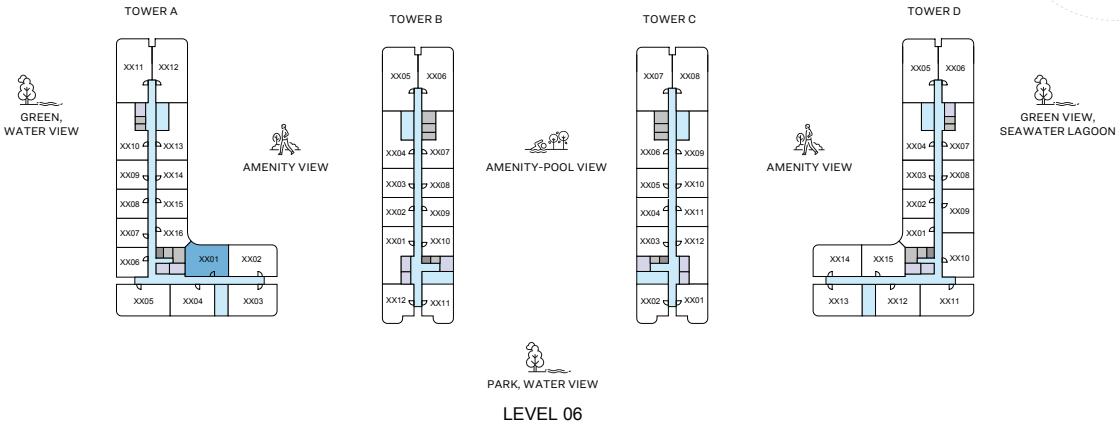 TOWER A
TOWER B
TOWER C
TOWER D
XX11 XX12
XX10 XX13
XX09 XX14
XX08 XX15
XX07 XX16
XX06 XX01 XX02
XX05 XX04 XX03
XX05 XX06
XX04 XX07
XX03 XX08
XX02 XX09
XX01 XX10
XX12 XX11
XX07 XX08
XX06 XX09
XX05 XX10
XX04 XX11
XX03 XX12
XX02 XX01
XX05 XX06
XX04 XX07
XX03 XX08
XX02 XX09
XX01
XX14 XX15 XX10
XX13 XX12 XX11
GREEN,
WATER VIEW
AMENITY VIEW
AMENITY-POOL VIEW
AMENITY VIEW
GREEN VIEW,
SEAWATER LAGOON
PARK, WATER VIEW
LEVEL 06